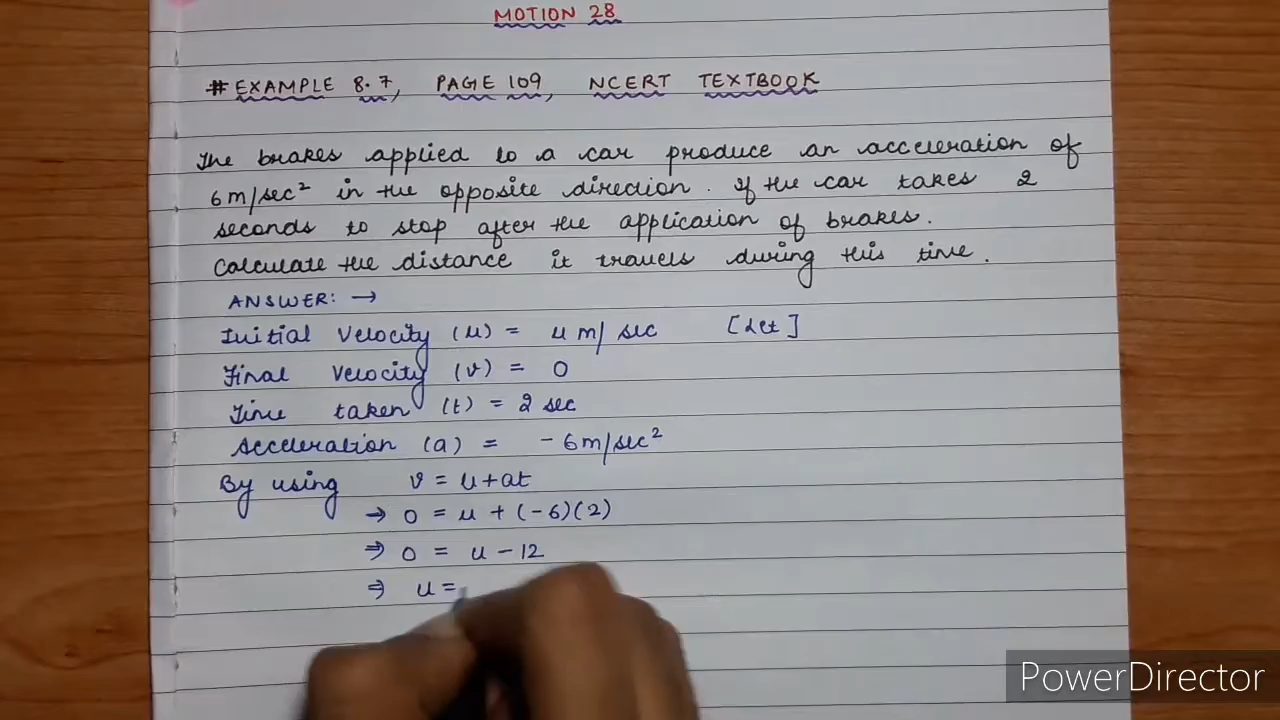 MOTION 28
# EXAMPLE 8.7, PAGE 109, NCERT TEXTBOOK
The brakes applied to a car produce an acceleration of
6m/sec² in the opposite direction. If the car takes 2
seconds to stop after the application of brakes.
Calculate the distance it travels during this time.
ANSWER: →
Initial Velocity (u) = u m/sec [Let]
Final Velocity (v) = 0
Time taken (t) = 2 sec
Acceleration (a) = -6m/sec²
By using v = u+at
⇒ 0 = u + (-6)(2)
⇒ 0 = u - 12
⇒ u =
PowerDirector